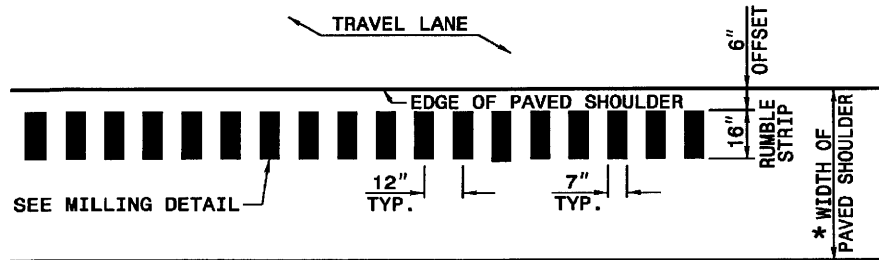 TRAVEL LANE
6"
OFFSET
EDGE OF PAVED SHOULDER
16"
RUMBLE
STRIP
* WIDTH OF
PAVED SHOULDER
12"
TYP.
7"
TYP.
SEE MILLING DETAIL